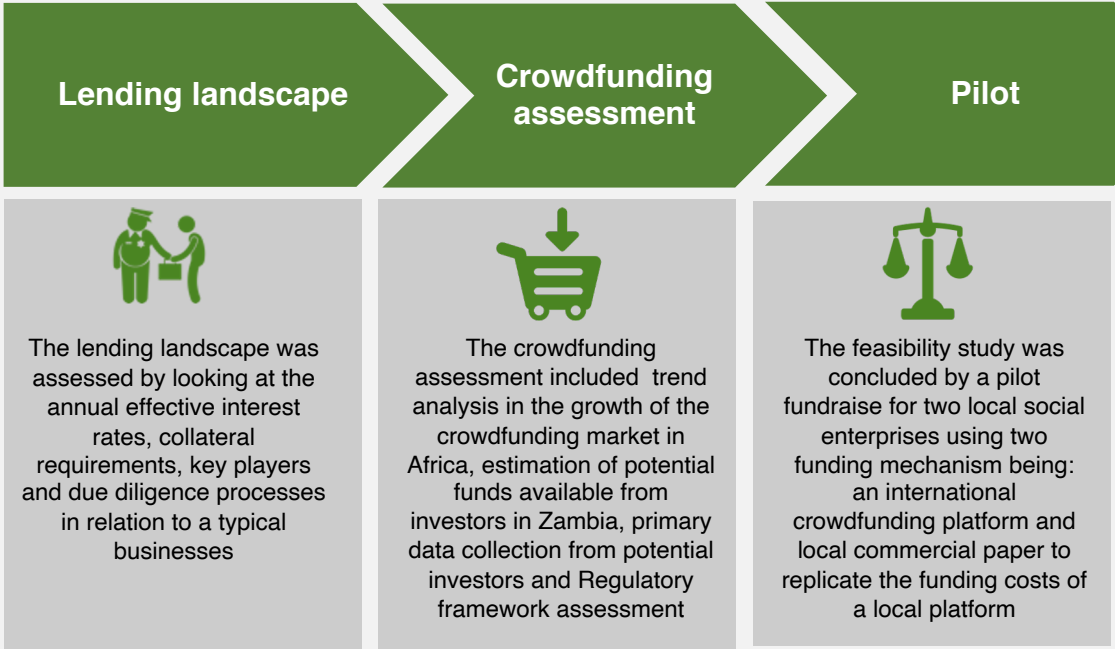 Lending landscape
Crowdfunding
assessment
Pilot
The lending landscape was
assessed by looking at the
annual effective interest
rates, collateral
requirements, key players
and due diligence processes
in relation to a typical
businesses
The crowdfunding
assessment included  trend
analysis in the growth of the
crowdfunding market in
Africa, estimation of potential
funds available from
investors in Zambia, primary
data collection from potential
investors and Regulatory
framework assessment
The feasibility study was
concluded by a pilot
fundraise for two local social
enterprises using two
funding mechanism being:
an international
crowdfunding platform and
local commercial paper to
replicate the funding costs of
a local platform